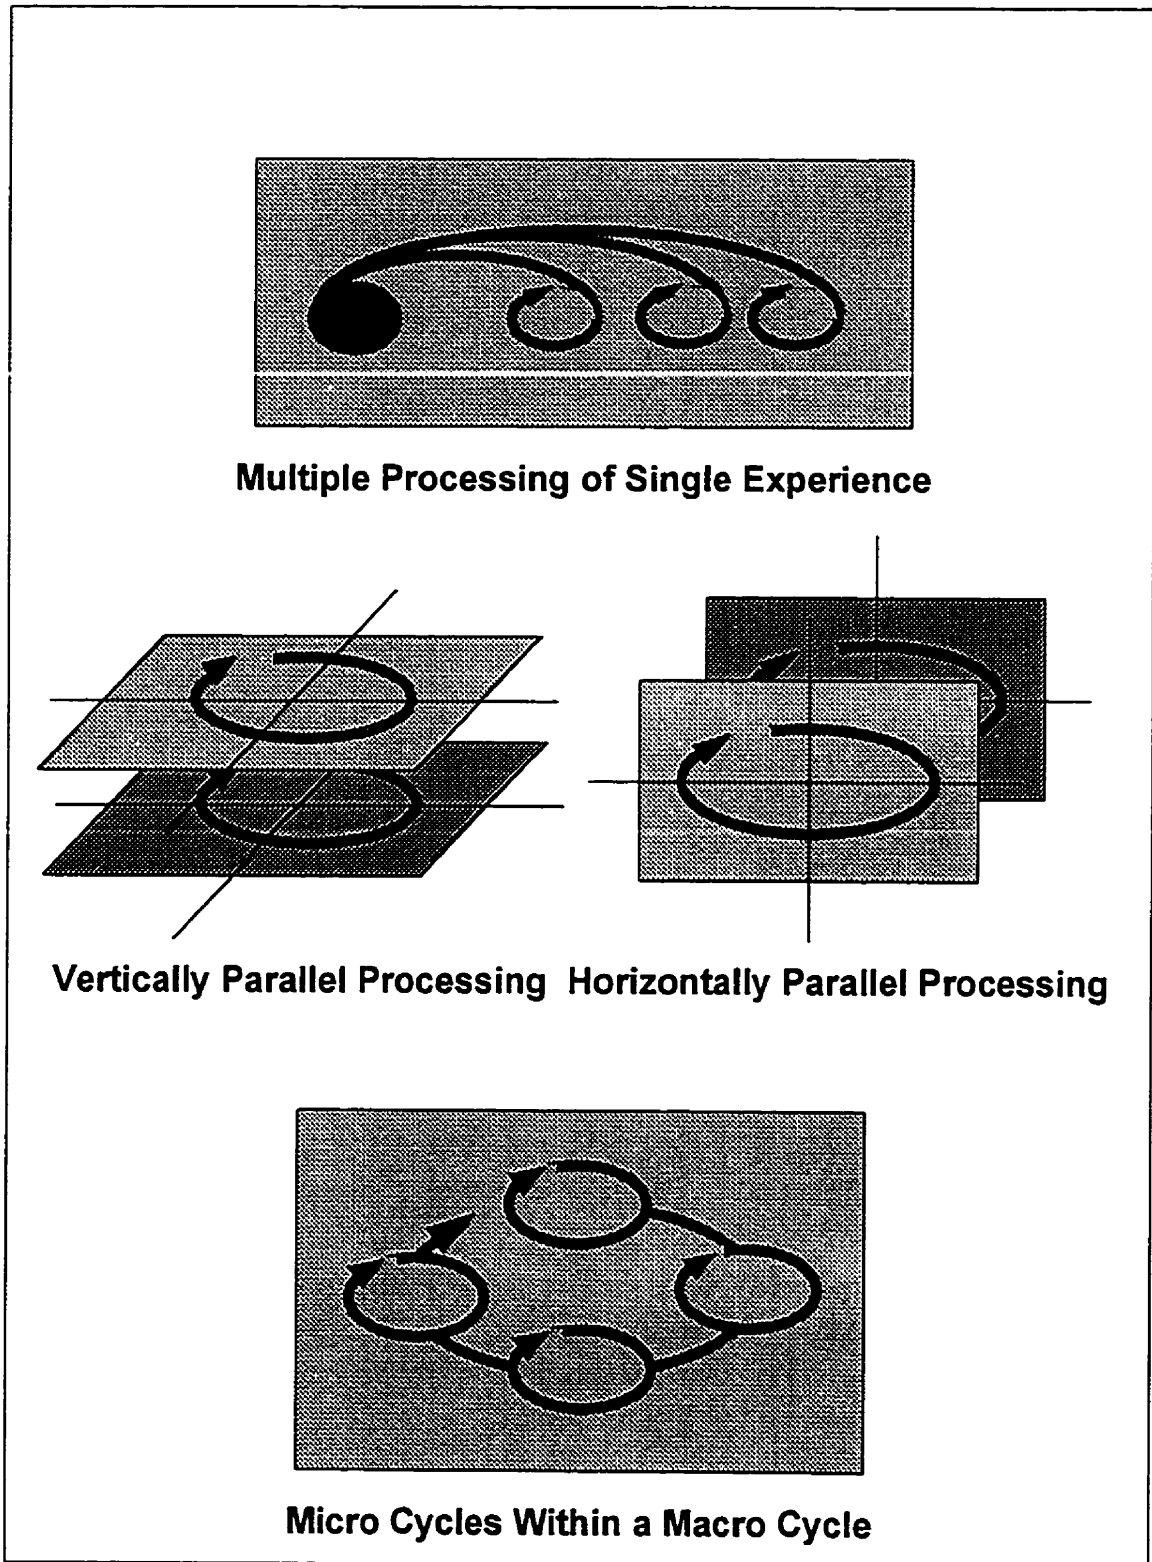 Multiple Processing of Single Experience
Vertically Parallel Processing
Horizontally Parallel Processing
Micro Cycles Within a Macro Cycle